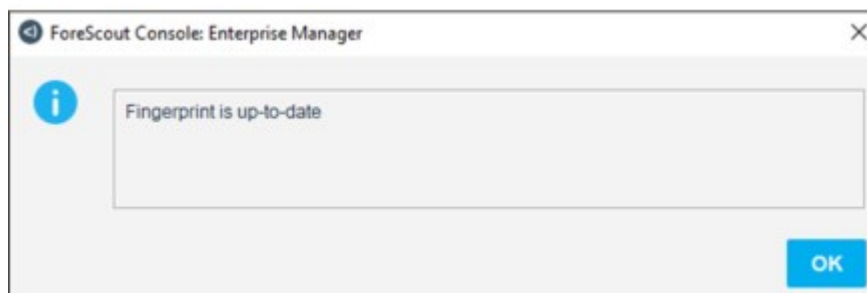 ForeScout Console: Enterprise Manager
Fingerprint is up-to-date
OK